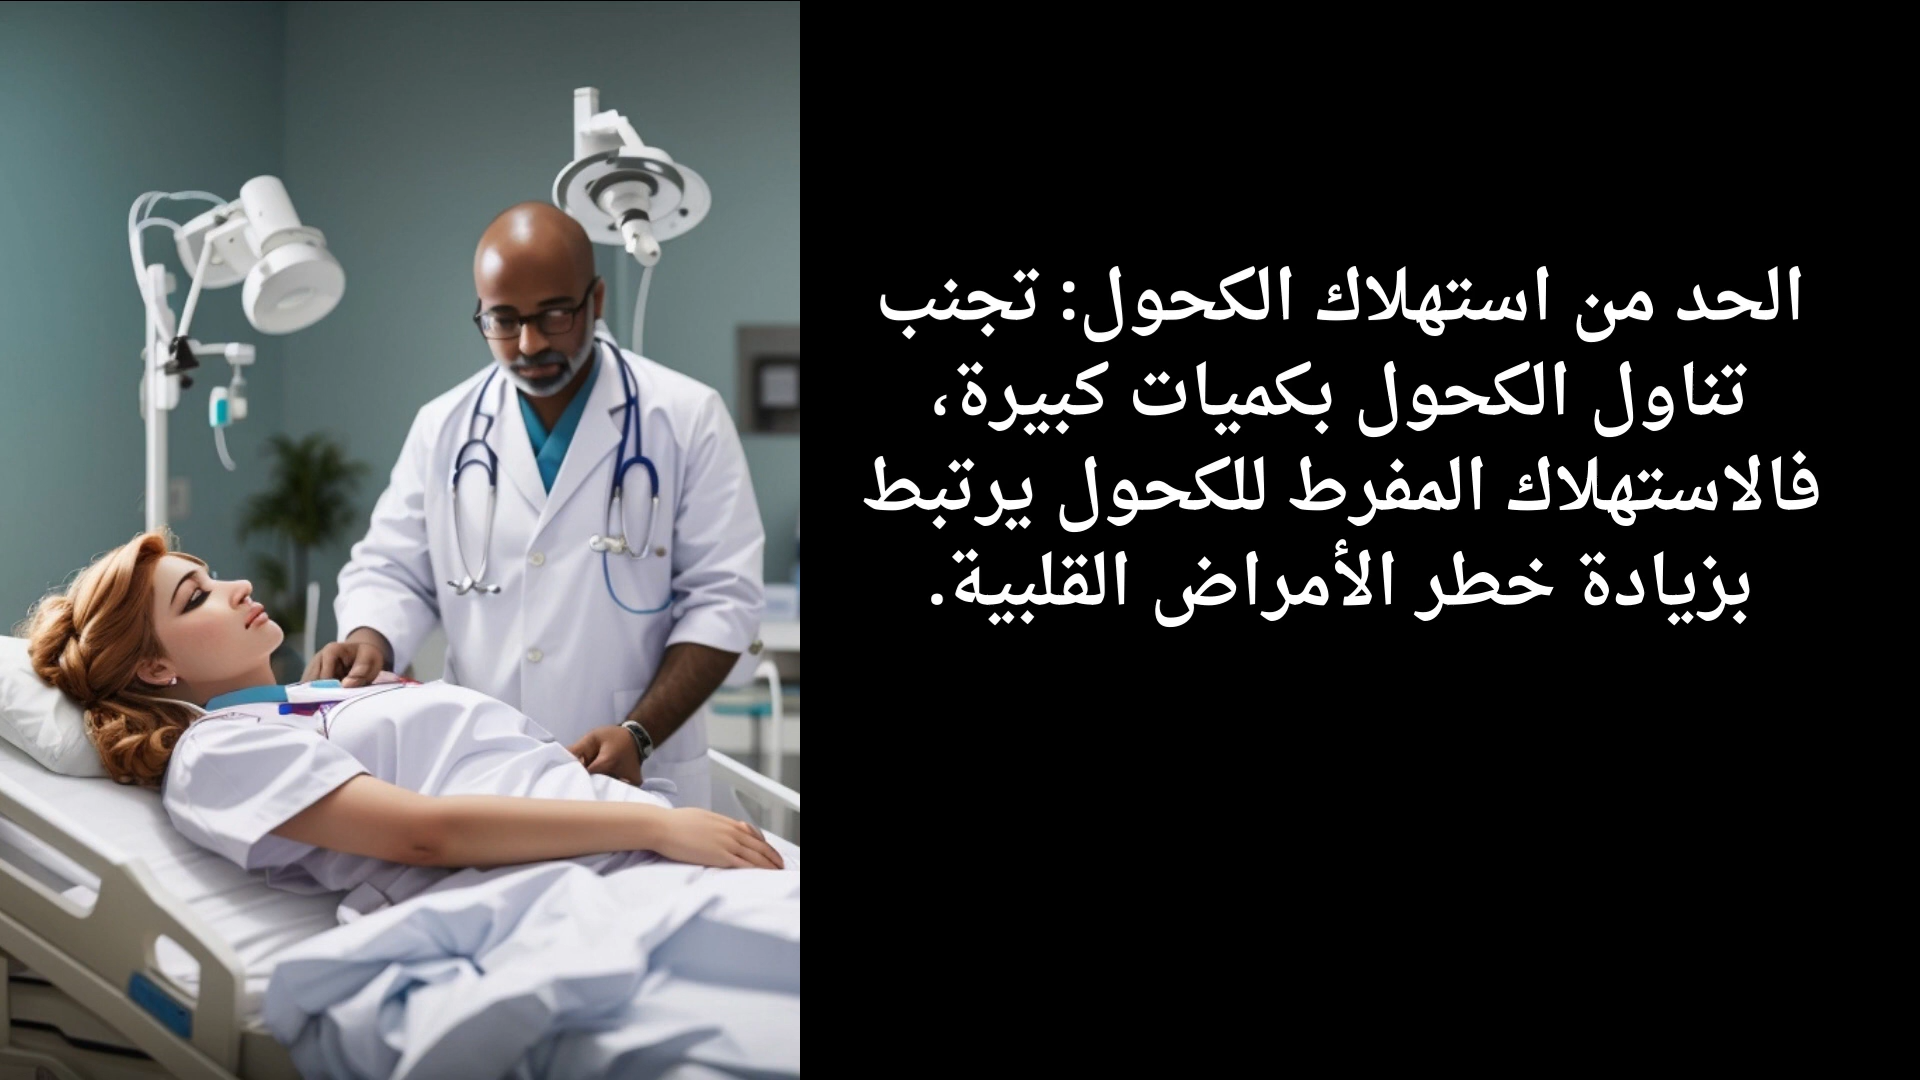 الحد من استهلاك الكحول: تجنب
تناول الكحول بكميات كبيرة،
فالاستهلاك المفرط للكحول يرتبط
بزيادة خطر الأمراض القلبية.